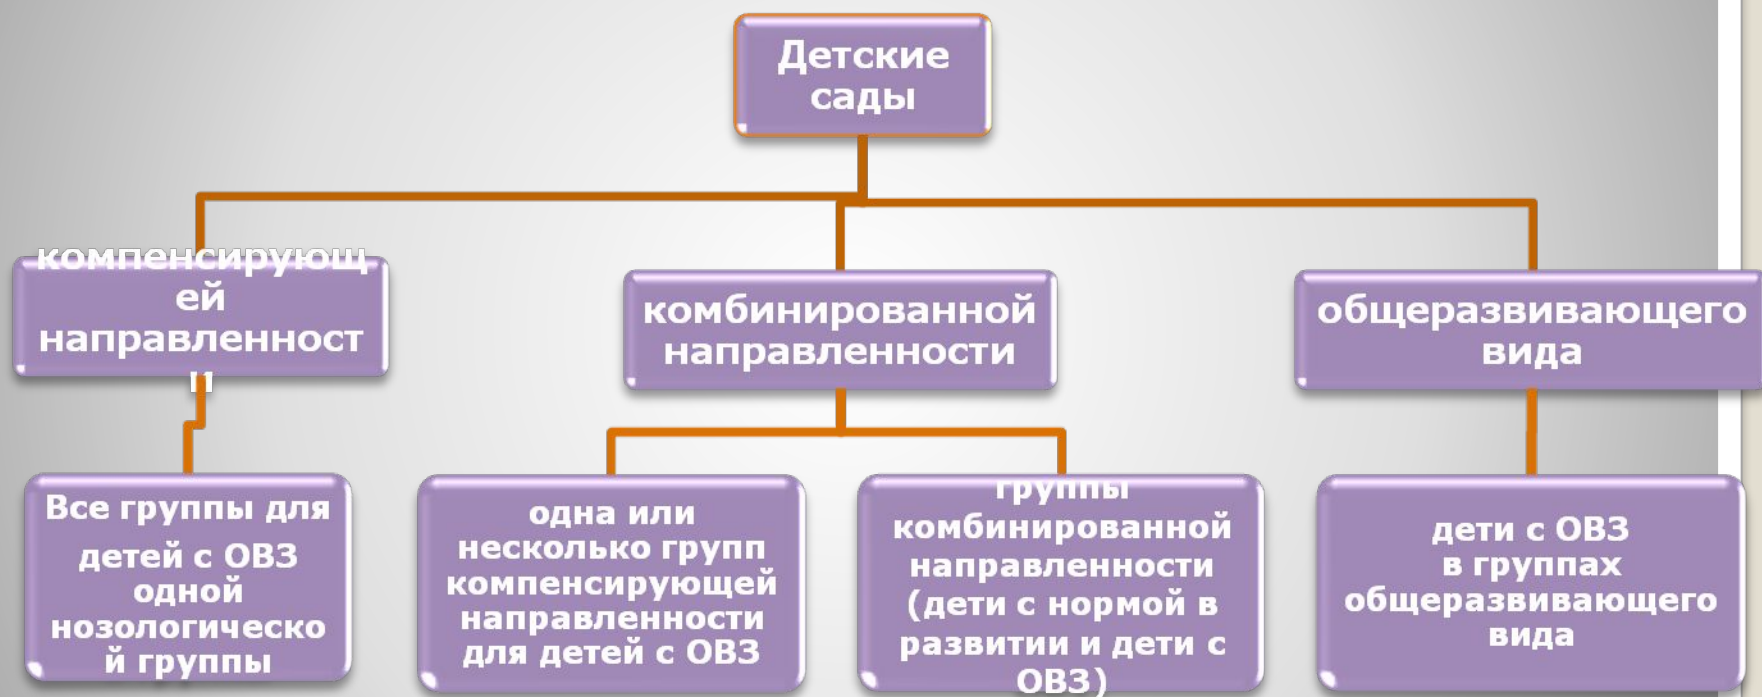 Детские
сады
компенсирующ
ей
направленност
и
комбинированной
направленности
общеразвивающего
вида
Все группы для
детей с ОВЗ
одной
нозологическо
й группы
одна или
несколько групп
компенсирующей
направленности
для детей с ОВЗ
группы
комбинированной
направленности
(дети с нормой в
развитии и дети с
ОВЗ)
дети с ОВЗ
в группах
общеразвивающего
вида